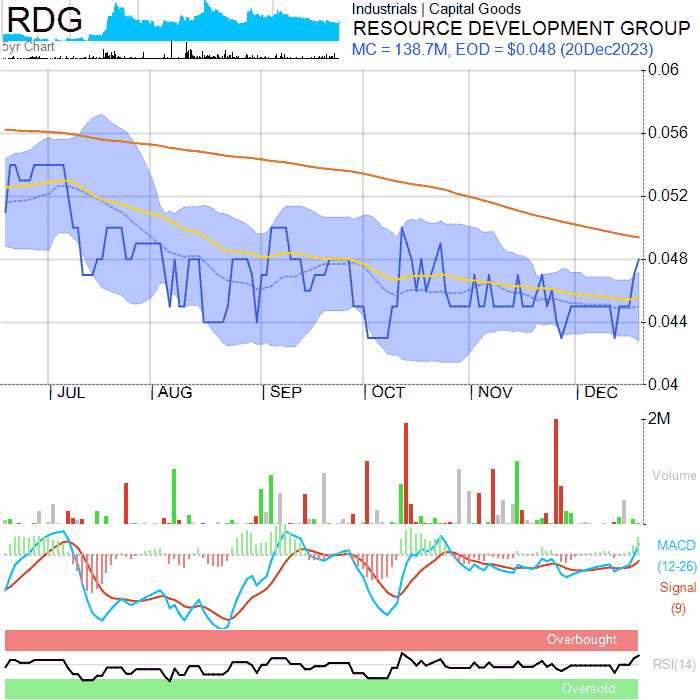 RDG
5yr Chart
Industrials | Capital Goods
RESOURCE DEVELOPMENT GROUP
MC = 138.7M, EOD = $0.048 (20Dec2023)
0.06
0.056
0.052
0.048
0.044
0.04
| JUL | AUG | SEP | OCT | NOV | DEC
2M
Volume
MACD
(12-26)
Signal
(9)
Overbought
RSI(14)
Oversold